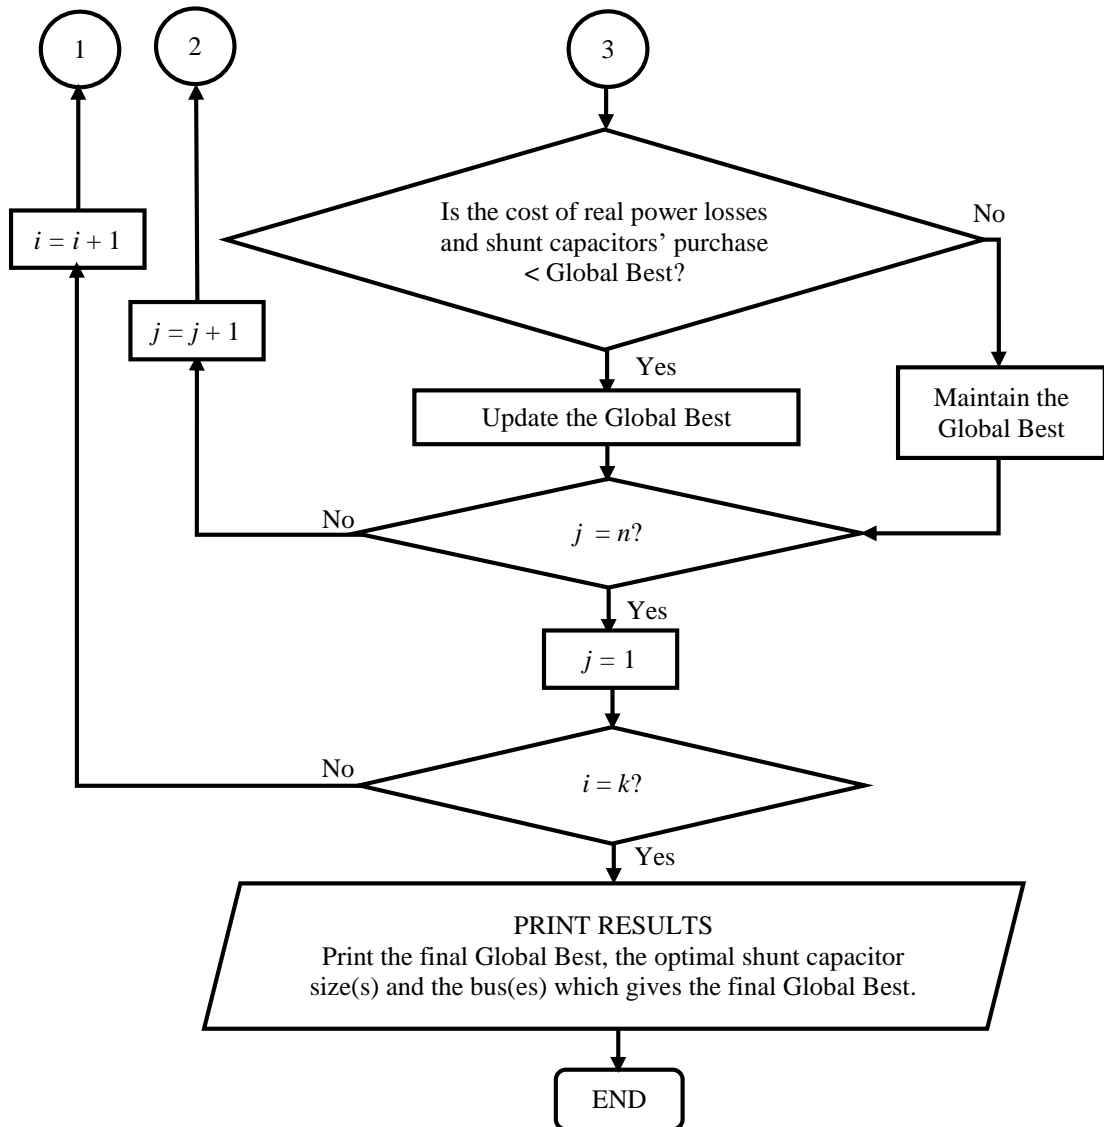 1
2
3
Is the cost of real power losses
and shunt capacitors’ purchase
< Global Best?
No
i = i + 1
j = j + 1
Yes
Update the Global Best
Maintain the
Global Best
No
j = n?
Yes
j = 1
No
i = k?
Yes
PRINT RESULTS
Print the final Global Best, the optimal shunt capacitor
size(s) and the bus(es) which gives the final Global Best.
END